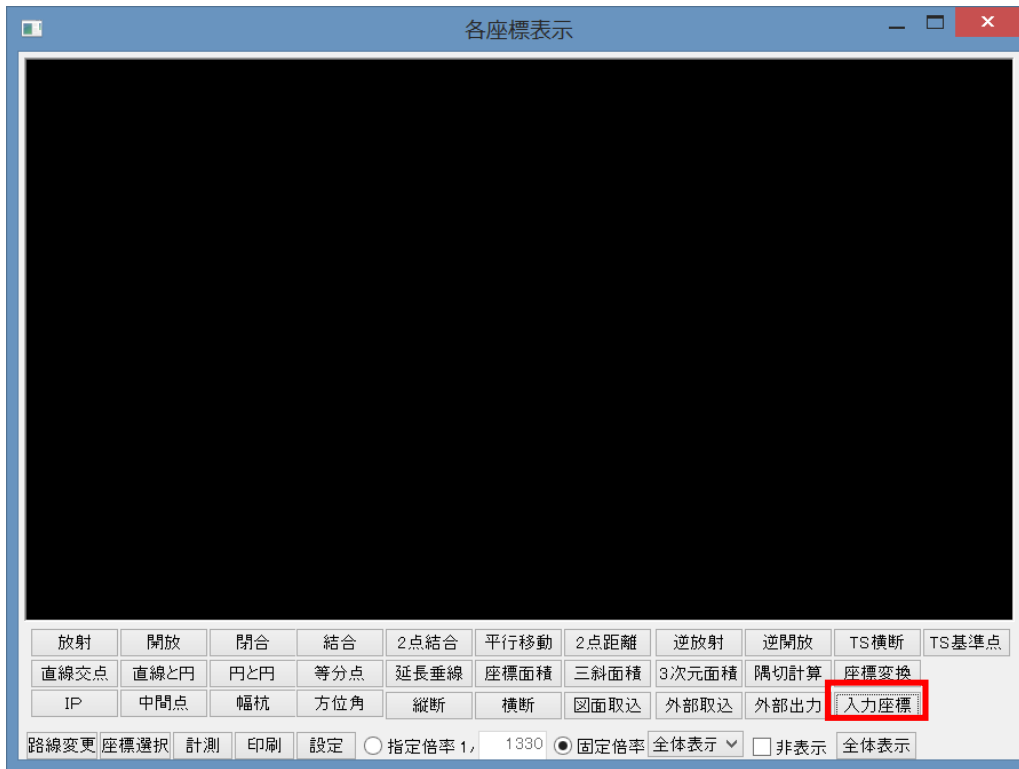 各座標表示
放射 開放 閉合 結合 2点結合 平行移動 2点距離 逆放射 逆開放 TS横断 TS基準点
直線交点 直線と円 円と円 等分点 延長垂線 座標面積 三斜面積 3次元面積 隅切計算 座標変換
IP 中間点 幅杭 方位角 縦断 横断 図面取込 外部取込 外部出力 入力座標
路線変更 座標選択 計測 印刷 設定 指定倍率 1/ 1330 固定倍率 全体表示 非表示 全体表示